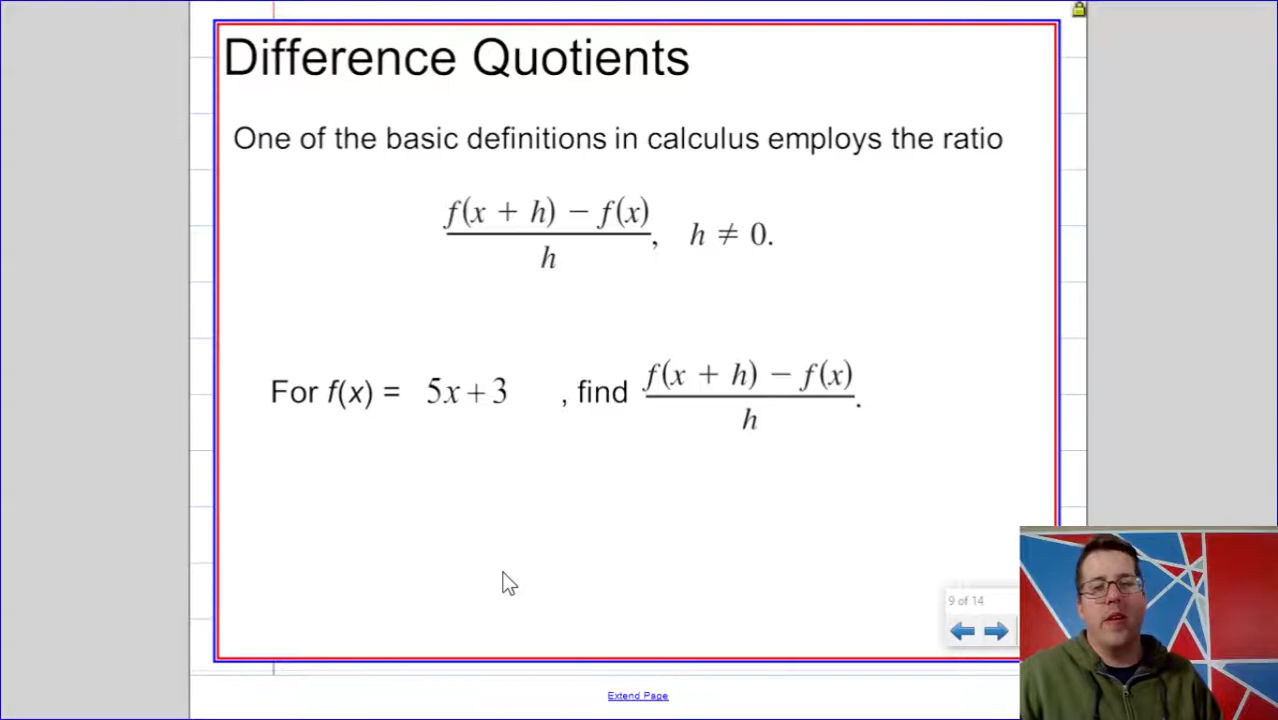 Difference Quotients
One of the basic definitions in calculus employs the ratio
f(x + h) − f(x)
h
, h ≠ 0.
For f(x) = 5x+3 , find
f(x + h) − f(x)
h
.
9 of 14
Extend Page